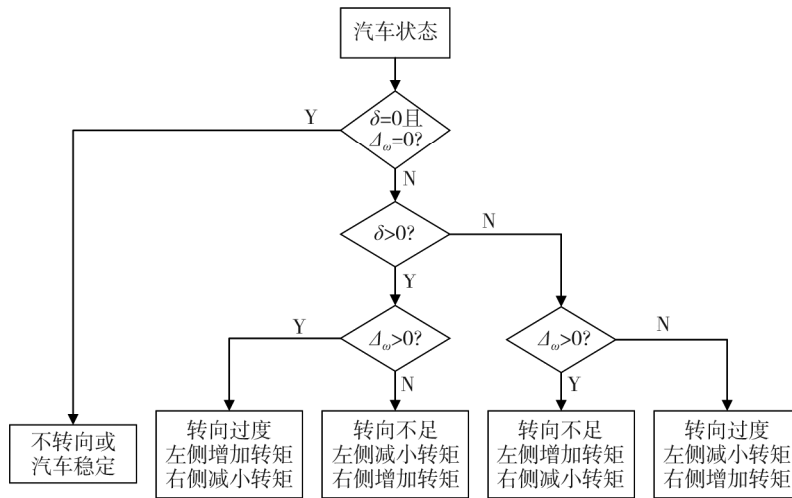 汽车状态
Y
δ=0且
Δω=0?
N
δ>0?
N
Y
Y
Δω>0?
Δω>0?
N
N
Y
不转向或
汽车稳定
转向过度
左侧增加转矩
右侧减小转矩
转向不足
左侧减小转矩
右侧增加转矩
转向不足
左侧增加转矩
右侧减小转矩
转向过度
左侧减小转矩
右侧增加转矩